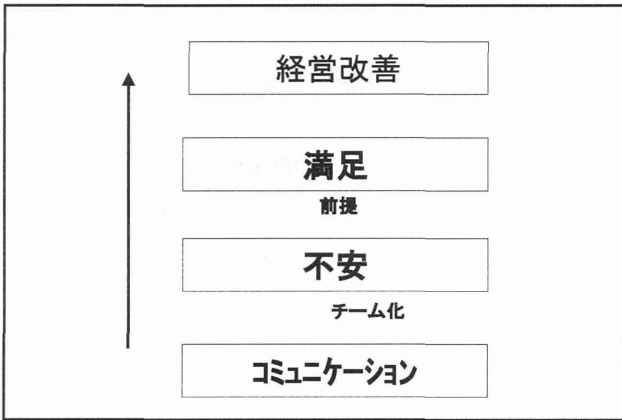 経営改善
満足
前提
不安
チーム化
コミュニケーション